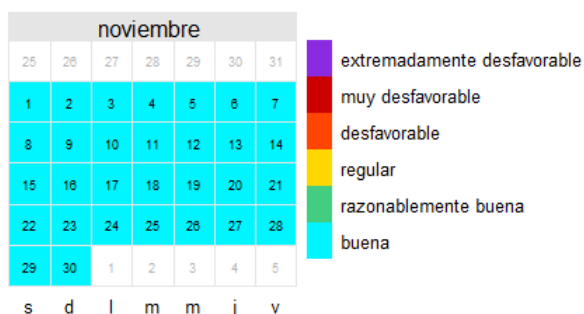 noviembre
25 26 27 28 29 30 31
1 2 3 4 5 6 7
8 9 10 11 12 13 14
15 16 17 18 19 20 21
22 23 24 25 26 27 28
29 30 1 2 3 4 5
s d l m m j v
extremadamente desfavorable
muy desfavorable
desfavorable
regular
razonablemente buena
buena